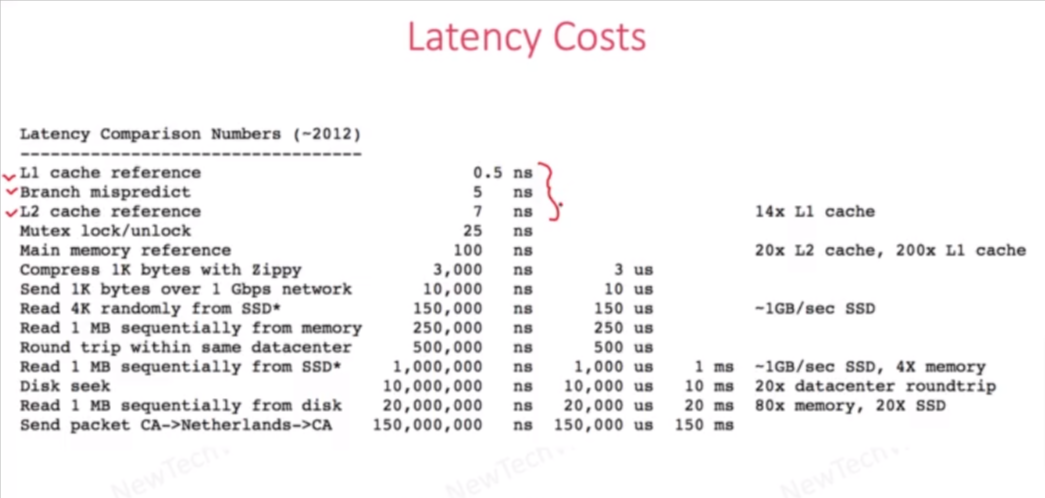 Latency Costs
Latency Comparison Numbers (~2012)
----------------------------------
L1 cache reference 0.5 ns
Branch mispredict 5 ns
L2 cache reference 7 ns 14x L1 cache
Mutex lock/unlock 25 ns
Main memory reference 100 ns 20x L2 cache, 200x L1 cache
Compress 1K bytes with Zippy 3,000 ns 3 us
Send 1K bytes over 1 Gbps network 10,000 ns 10 us
Read 4K randomly from SSD* 150,000 ns 150 us ~1GB/sec SSD
Read 1 MB sequentially from memory 250,000 ns 250 us
Round trip within same datacenter 500,000 ns 500 us
Read 1 MB sequentially from SSD* 1,000,000 ns 1,000 us 1 ms ~1GB/sec SSD, 4X memory
Disk seek 10,000,000 ns 10,000 us 10 ms 20x datacenter roundtrip
Read 1 MB sequentially from disk 20,000,000 ns 20,000 us 20 ms 80x memory, 20X SSD
Send packet CA->Netherlands->CA 150,000,000 ns 150,000 us 150 ms